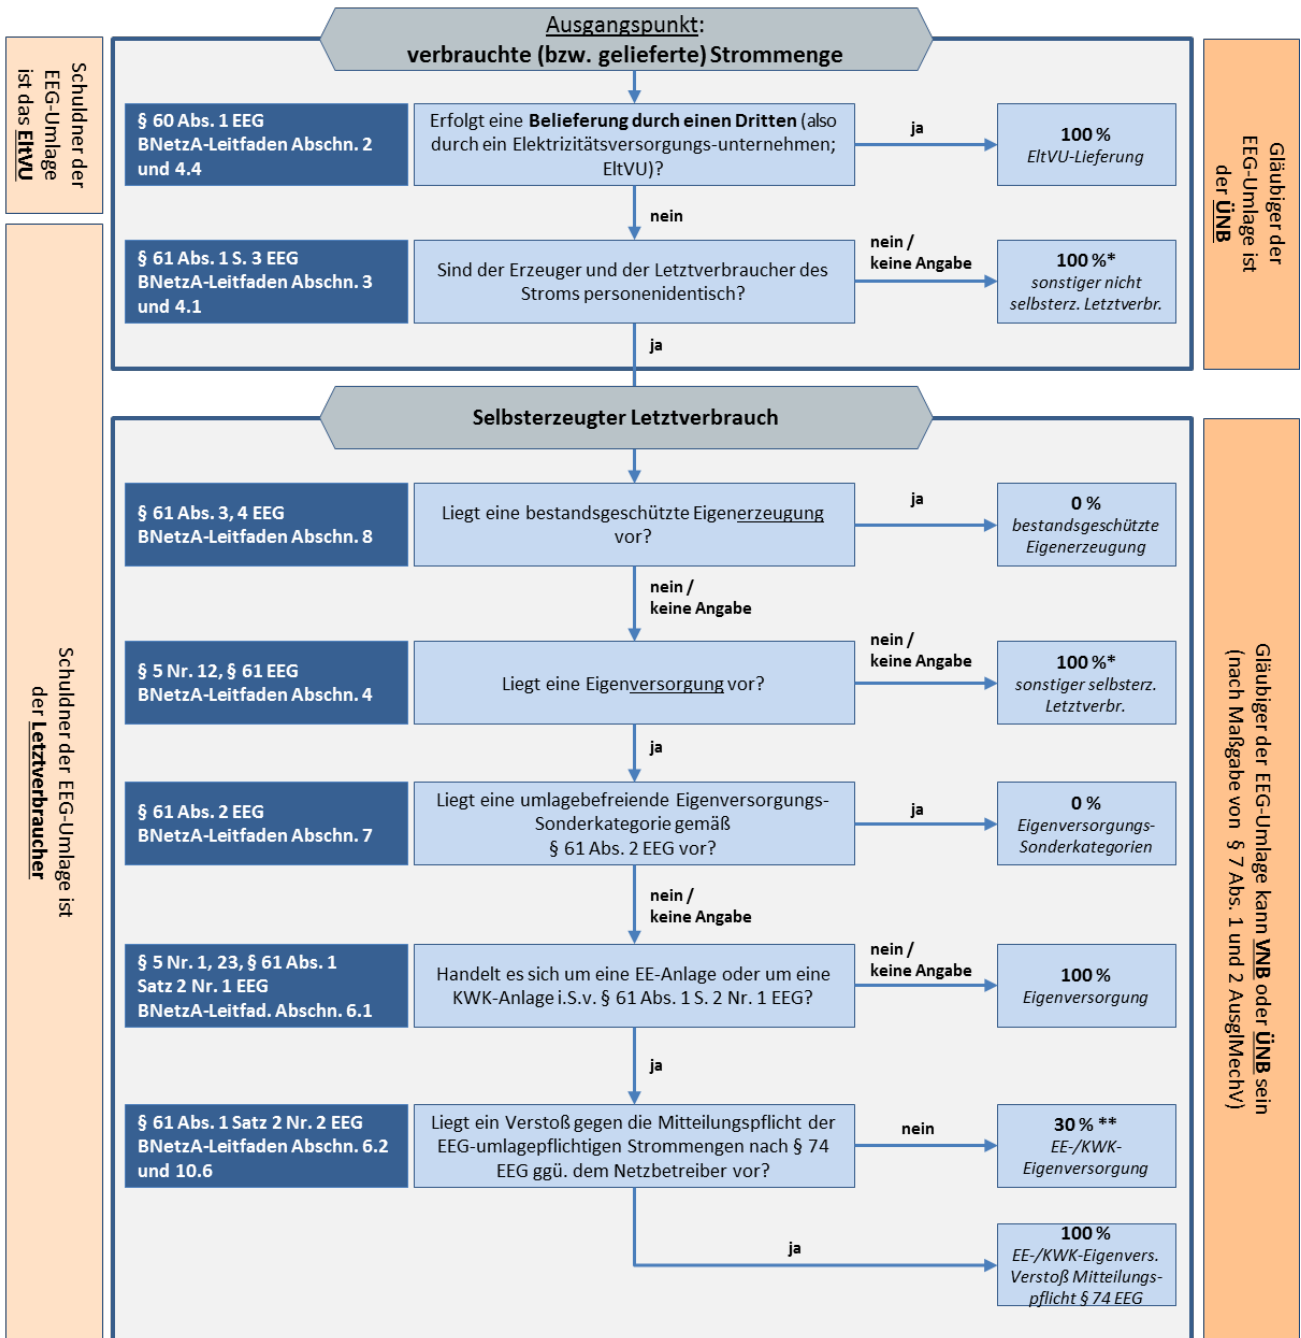 Ausgangspunkt:
verbrauchte (bzw. gelieferte) Strommenge
Schuldner der
EEG-Umlage
ist das EltVU
§ 60 Abs. 1 EEG
BNetzA-Leitfaden Abschn. 2
und 4.4
Erfolgt eine Belieferung durch einen Dritten (also
durch ein Elektrizitätsversorgungs-unternehmen;
EltVU)?
ja
100 %
EltVU-Lieferung
Gläubiger der
EEG-Umlage ist
der ÜNB
nein
§ 61 Abs. 1 S. 3 EEG
BNetzA-Leitfaden Abschn. 3
und 4.1
Sind der Erzeuger und der Letztverbraucher des
Stroms personenidentisch?
nein /
keine Angabe
100 %*
sonstiger nicht
selbsterz. Letztverbr.
ja
Selbsterzeugter Letztverbrauch
Schuldner der EEG-Umlage ist
der Letztverbraucher
§ 61 Abs. 3, 4 EEG
BNetzA-Leitfaden Abschn. 8
Liegt eine bestandsgeschützte Eigenerzeugung
vor?
ja
0 %
bestandsgeschützte
Eigenerzeugung
nein /
keine Angabe
§ 5 Nr. 12, § 61 EEG
BNetzA-Leitfaden Abschn. 4
Liegt eine Eigenversorgung vor?
nein /
keine Angabe
100 %*
sonstiger selbsterz.
Letztverbr.
Gläubiger der EEG-Umlage kann VNB oder ÜNB sein
(nach Maßgabe von § 7 Abs. 1 und 2 AusglMechV)
ja
§ 61 Abs. 2 EEG
BNetzA-Leitfaden Abschn. 7
Liegt eine umlagebefreiende Eigenversorgungs-
Sonderkategorie gemäß
§ 61 Abs. 2 EEG vor?
ja
0 %
Eigenversorgungs-
Sonderkategorien
nein /
keine Angabe
§ 5 Nr. 1, 23, § 61 Abs. 1
Satz 2 Nr. 1 EEG
BNetzA-Leitfad. Abschn. 6.1
Handelt es sich um eine EE-Anlage oder um eine
KWK-Anlage i.S.v. § 61 Abs. 1 S. 2 Nr. 1 EEG?
nein /
keine Angabe
100 %
Eigenversorgung
ja
§ 61 Abs. 1 Satz 2 Nr. 2 EEG
BNetzA-Leitfaden Abschn. 6.2
und 10.6
Liegt ein Verstoß gegen die Mitteilungspflicht der
EEG-umlagepflichtigen Strommengen nach § 74
EEG ggü. dem Netzbetreiber vor?
nein
30 % **
EE-/KWK-
Eigenversorgung
ja
100 %
EE-/KWK-Eigenvers.
Verstoß Mitteilungs-
pflicht § 74 EEG